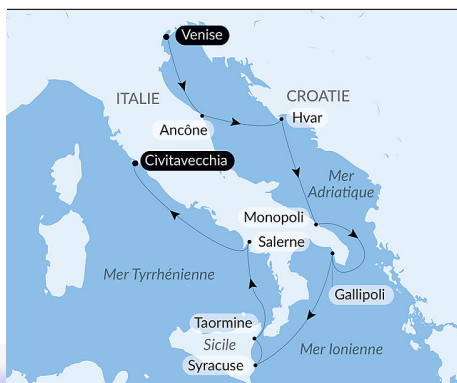 Venise
ITALIE
CROATIE
Hvar
Ancône
Civitavecchia
Mer
Adriatique
Monopoli
Salerne
Mer Tyrrhénienne
Gallipoli
Taormine
Sicile
Mer Ionienne
Syracuse